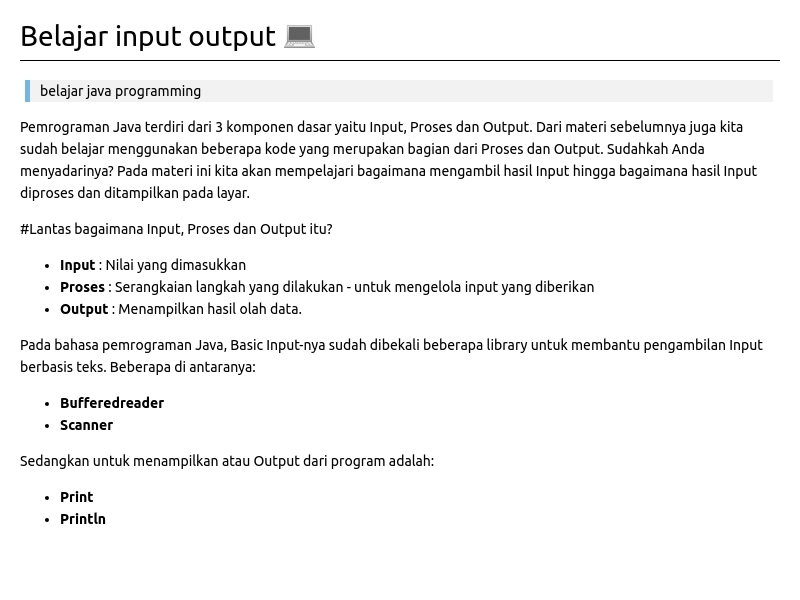 Belajar input output 💻
belajar java programming
Pemrograman Java terdiri dari 3 komponen dasar yaitu Input, Proses dan Output. Dari materi sebelumnya juga kita
sudah belajar menggunakan beberapa kode yang merupakan bagian dari Proses dan Output. Sudahkah Anda
menyadarinya? Pada materi ini kita akan mempelajari bagaimana mengambil hasil Input hingga bagaimana hasil Input
diproses dan ditampilkan pada layar.
#Lantas bagaimana Input, Proses dan Output itu?
• Input : Nilai yang dimasukkan
• Proses : Serangkaian langkah yang dilakukan - untuk mengelola input yang diberikan
• Output : Menampilkan hasil olah data.
Pada bahasa pemrograman Java, Basic Input-nya sudah dibekali beberapa library untuk membantu pengambilan Input
berbasis teks. Beberapa di antaranya:
• Bufferedreader
• Scanner
Sedangkan untuk menampilkan atau Output dari program adalah:
• Print
• Println